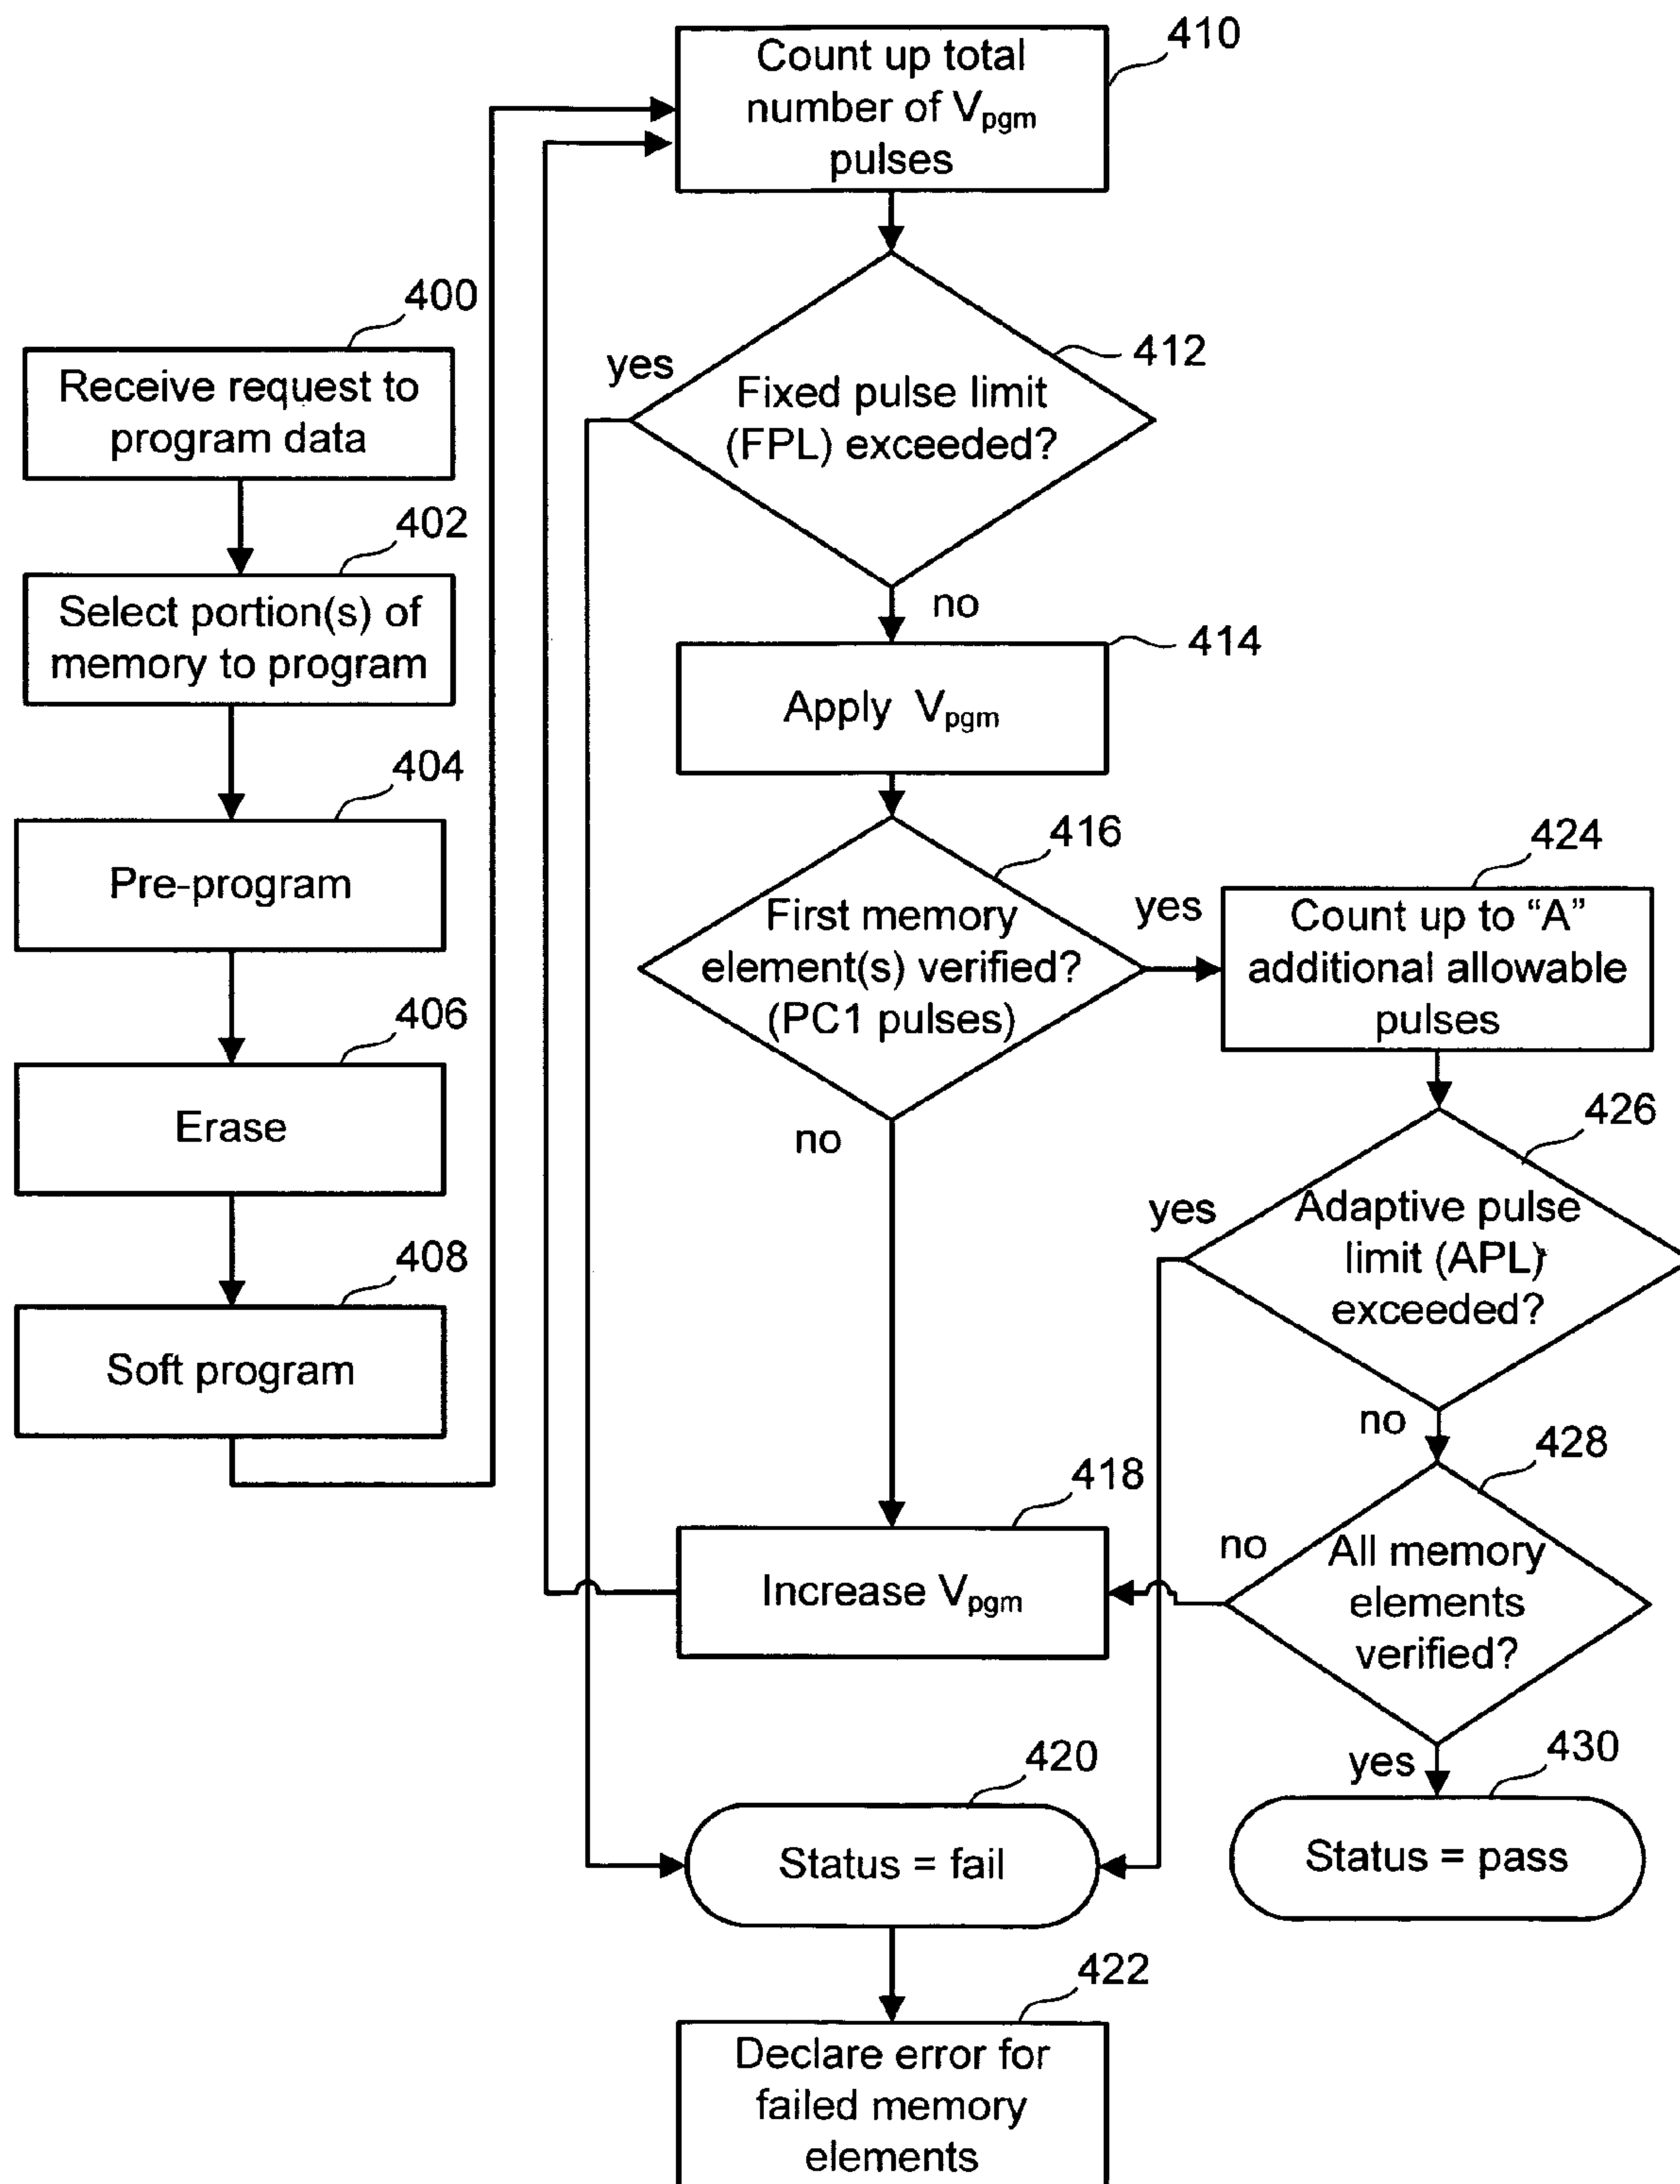 400
Receive request to
program data
402
Select portion(s) of
memory to program
404
Pre-program
406
Erase
408
Soft program
410
Count up total
number of Vpgm
pulses
412
yes
Fixed pulse limit
(FPL) exceeded?
no
414
Apply Vpgm
416
First memory
element(s) verified?
(PC1 pulses)
yes
no
424
Count up to “A”
additional allowable
pulses
426
yes
Adaptive pulse
limit (APL)
exceeded?
no
428
no
All memory
elements
verified?
yes
418
Increase Vpgm
420
Status = fail
430
Status = pass
422
Declare error for
failed memory
elements